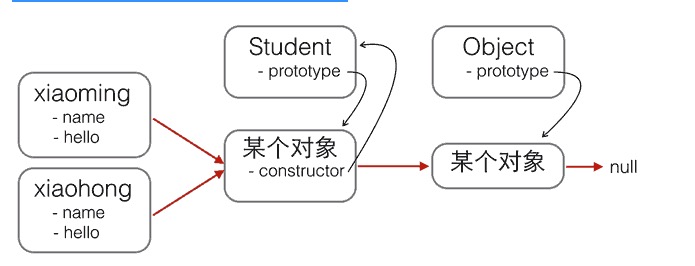 Student
- prototype
Object
- prototype
xiaoming
- name
- hello
某个对象
- constructor
某个对象
null
xiaohong
- name
- hello